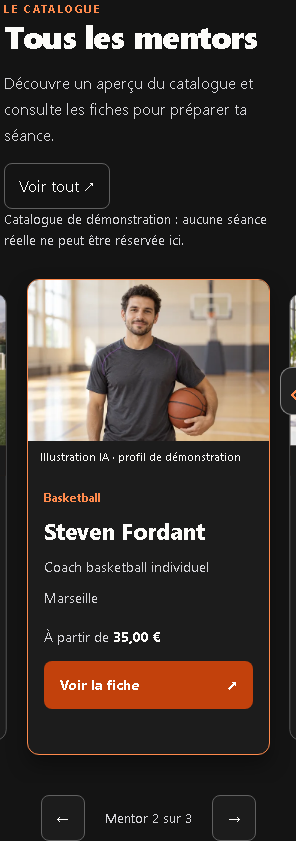 LE CATALOGUE
Tous les mentors
Découvre un aperçu du catalogue et
consulte les fiches pour préparer ta
séance.
Voir tout ↗
Catalogue de démonstration : aucune séance
réelle ne peut être réservée ici.
Illustration IA · profil de démonstration
Basketball
Steven Fordant
Coach basketball individuel
Marseille
À partir de 35,00 €
Voir la fiche ↗
← Mentor 2 sur 3 →